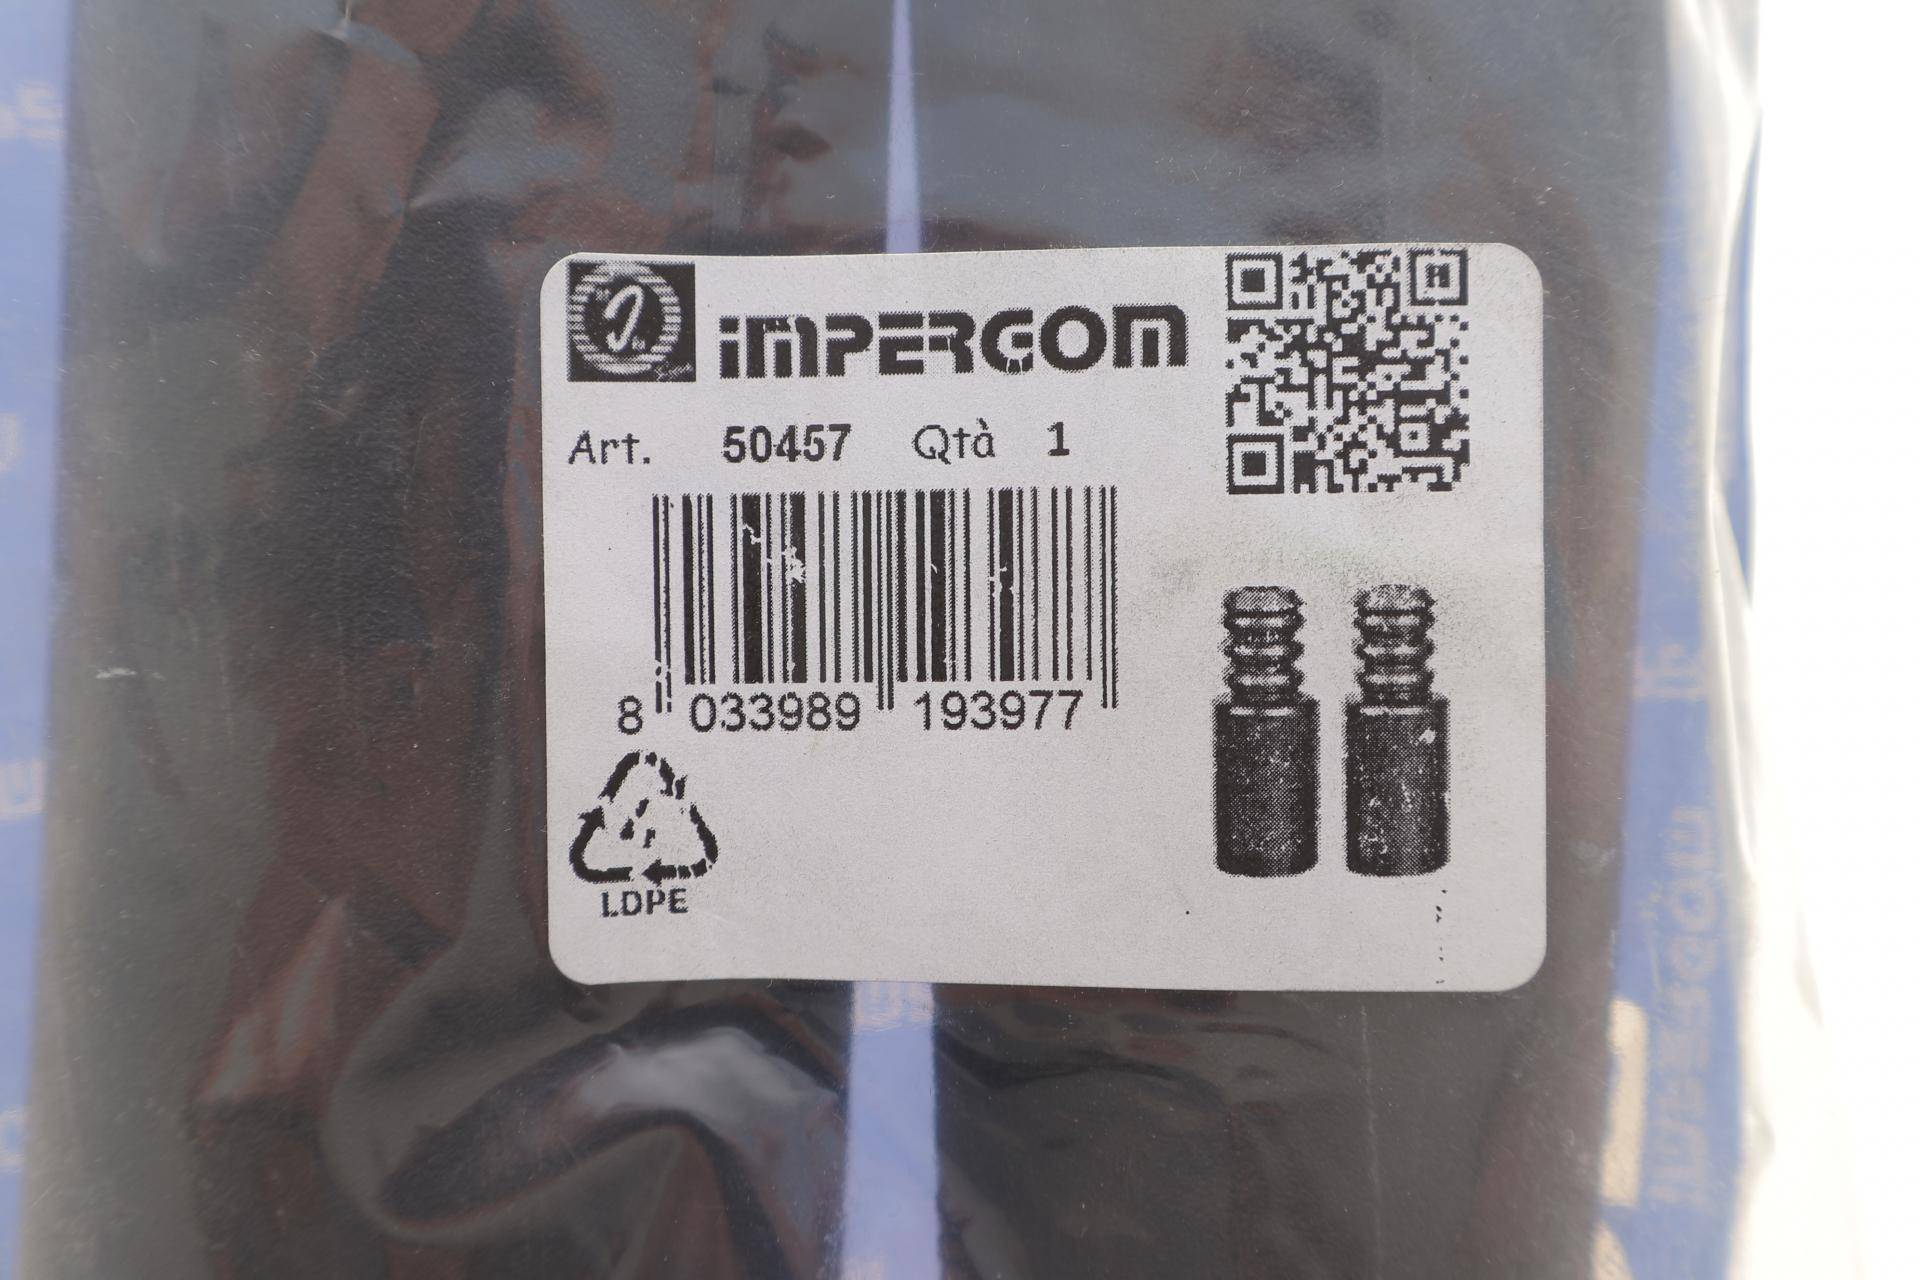 IMPERGOM
Art. 50457 Qtà 1
8 033989 193977
LDPE